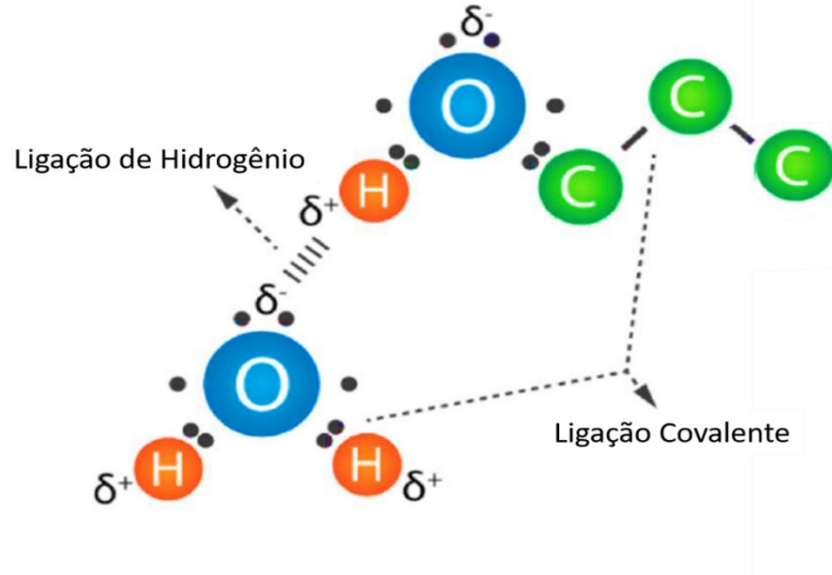 δ-
O
C
C
C
Ligação de Hidrogênio
H
δ+
δ-
O
Ligação Covalente
δ+
H
H
δ+